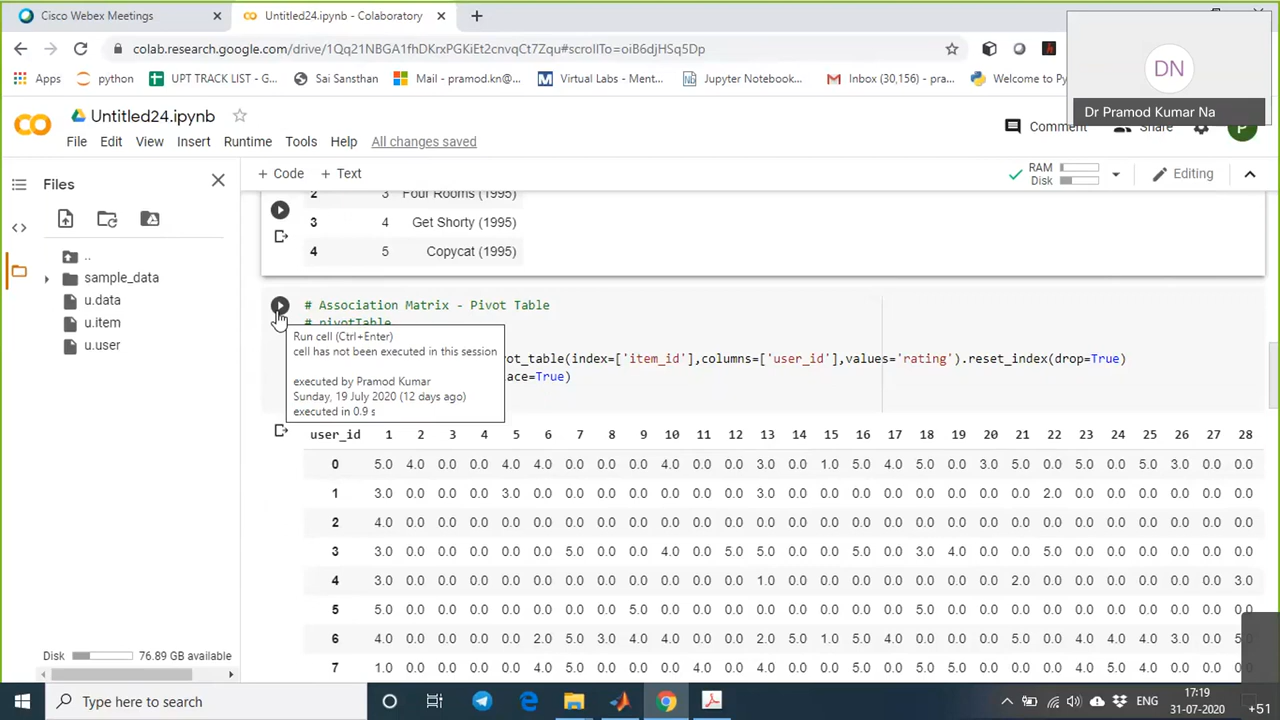 Cisco Webex Meetings
Untitled24.ipynb - Colaboratory
colab.research.google.com/drive/1Qq21NBGA1fhDKrxPGKiEt2cnvqCt7Zqu#scrollTo=oiB6djHSq5Dp
Apps
python
UPT TRACK LIST - G...
Sai Sansthan
Mail - pramod.kn@...
Virtual Labs - Ment...
Jupyter Notebook...
Inbox (30,156) - pra...
Welcome to Py
DN
Dr Pramod Kumar Na
Untitled24.ipynb
Comment
Share
P
File Edit View Insert Runtime Tools Help All changes saved
Files
+ Code + Text
RAM
Disk
Editing
..
sample_data
u.data
u.item
u.user
2 3 Four Rooms (1995)
3 4 Get Shorty (1995)
4 5 Copycat (1995)
# Association Matrix - Pivot Table
# pivotTable
ot_table(index=['item_id'],columns=['user_id'],values='rating').reset_index(drop=True)
ace=True)
Run cell (Ctrl+Enter)
cell has not been executed in this session
executed by Pramod Kumar
Sunday, 19 July 2020 (12 days ago)
executed in 0.9 s
user_id 1 2 3 4 5 6 7 8 9 10 11 12 13 14 15 16 17 18 19 20 21 22 23 24 25 26 27 28
0 5.0 4.0 0.0 0.0 4.0 4.0 0.0 0.0 0.0 4.0 0.0 0.0 3.0 0.0 1.0 5.0 4.0 5.0 0.0 3.0 5.0 0.0 5.0 0.0 5.0 3.0 0.0 0.0
1 3.0 0.0 0.0 0.0 3.0 0.0 0.0 0.0 0.0 0.0 0.0 0.0 3.0 0.0 0.0 0.0 0.0 0.0 0.0 0.0 0.0 2.0 0.0 0.0 0.0 0.0 0.0 0.0
2 4.0 0.0 0.0 0.0 0.0 0.0 0.0 0.0 0.0 0.0 0.0 0.0 0.0 0.0 0.0 0.0 0.0 0.0 0.0 0.0 0.0 0.0 0.0 0.0 0.0 0.0 0.0 0.0
3 3.0 0.0 0.0 0.0 0.0 0.0 5.0 0.0 0.0 4.0 0.0 5.0 5.0 0.0 0.0 5.0 0.0 3.0 4.0 0.0 0.0 5.0 0.0 0.0 0.0 0.0 0.0 0.0
4 3.0 0.0 0.0 0.0 0.0 0.0 0.0 0.0 0.0 0.0 0.0 0.0 1.0 0.0 0.0 0.0 0.0 0.0 0.0 0.0 2.0 0.0 0.0 0.0 0.0 0.0 0.0 3.0
5 5.0 0.0 0.0 0.0 0.0 0.0 0.0 0.0 5.0 0.0 0.0 0.0 0.0 0.0 0.0 0.0 0.0 5.0 0.0 0.0 0.0 0.0 0.0 0.0 0.0 0.0 0.0 0.0
6 4.0 0.0 0.0 0.0 0.0 2.0 5.0 3.0 4.0 4.0 0.0 0.0 2.0 5.0 1.0 5.0 4.0 0.0 0.0 0.0 5.0 0.0 4.0 4.0 4.0 3.0 0.0 5.0
7 1.0 0.0 0.0 0.0 0.0 4.0 5.0 0.0 0.0 0.0 4.0 0.0 4.0 0.0 0.0 5.0 0.0 5.0 5.0 0.0 0.0 0.0 4.0 5.0 4.0 0.0 0.0 0.0
Disk 76.89 GB available
Type here to search
ENG
17:19
31-07-2020
+51